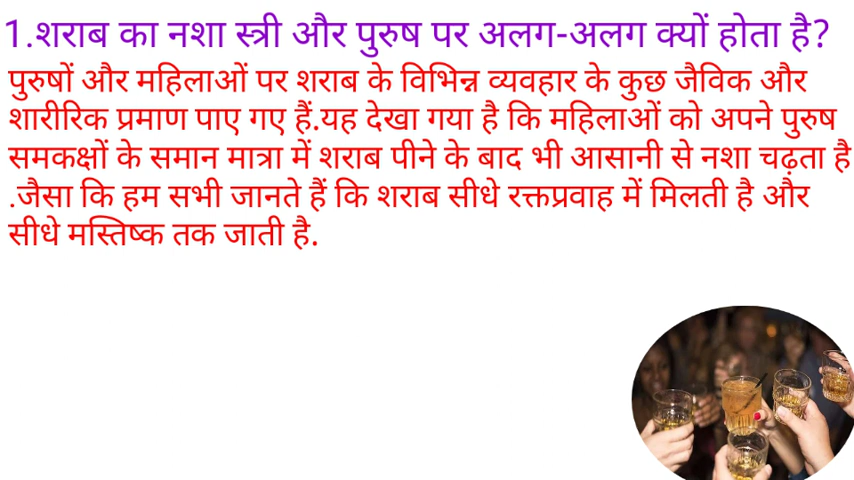 1.शराब का नशा स्त्री और पुरुष पर अलग-अलग क्यों होता है?
पुरुषों और महिलाओं पर शराब के विभिन्न व्यवहार के कुछ जैविक और
शारीरिक प्रमाण पाए गए हैं.यह देखा गया है कि महिलाओं को अपने पुरुष
समकक्षों के समान मात्रा में शराब पीने के बाद भी आसानी से नशा चढ़ता है
.जैसा कि हम सभी जानते हैं कि शराब सीधे रक्तप्रवाह में मिलती है और
सीधे मस्तिष्क तक जाती है.